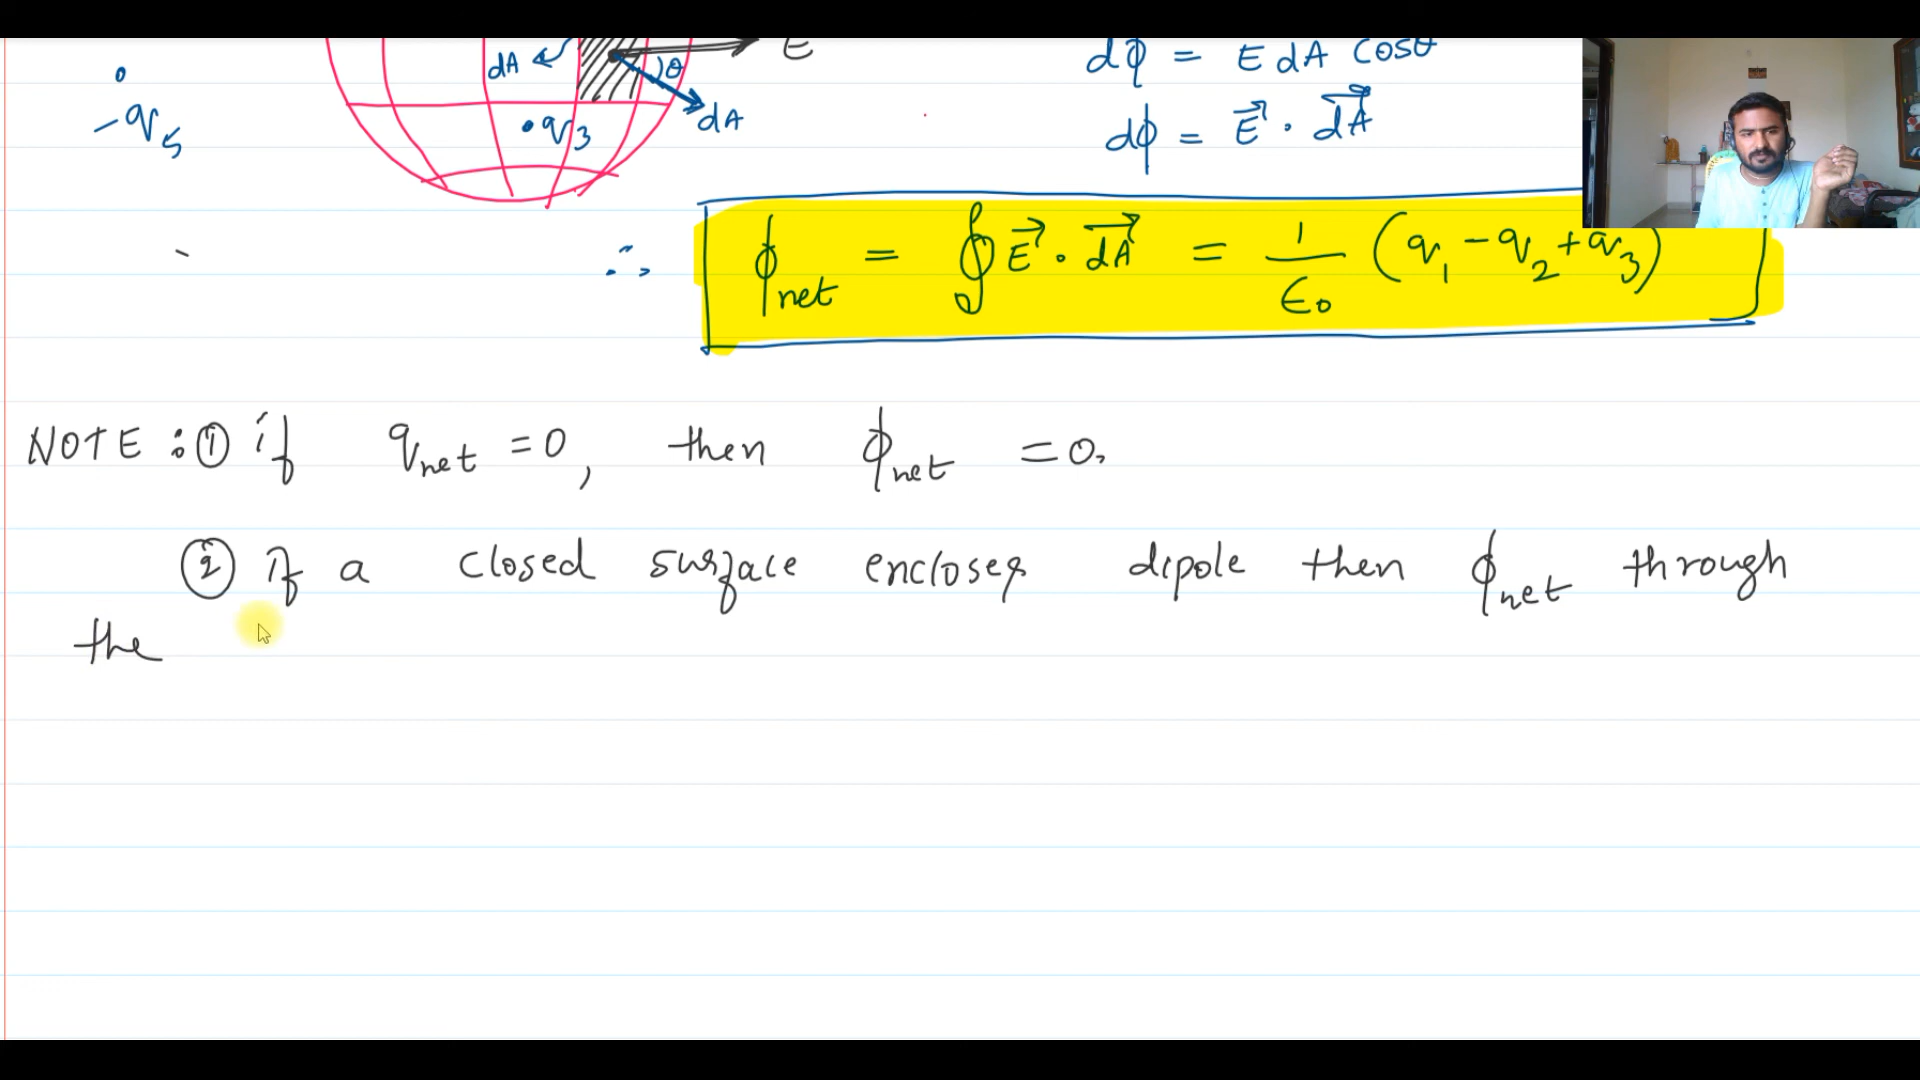 dA E
θ
dA
-q5
•q3
dϕ = E dA cosθ
dϕ = E⃗ · dA⃗
∴ ϕnet = ∮E⃗ · dA⃗ = 1/ϵ0 (q1 - q2 + q3)
NOTE : ① if qnet = 0, then ϕnet = 0.
② if a closed surface encloses dipole then ϕnet through
the